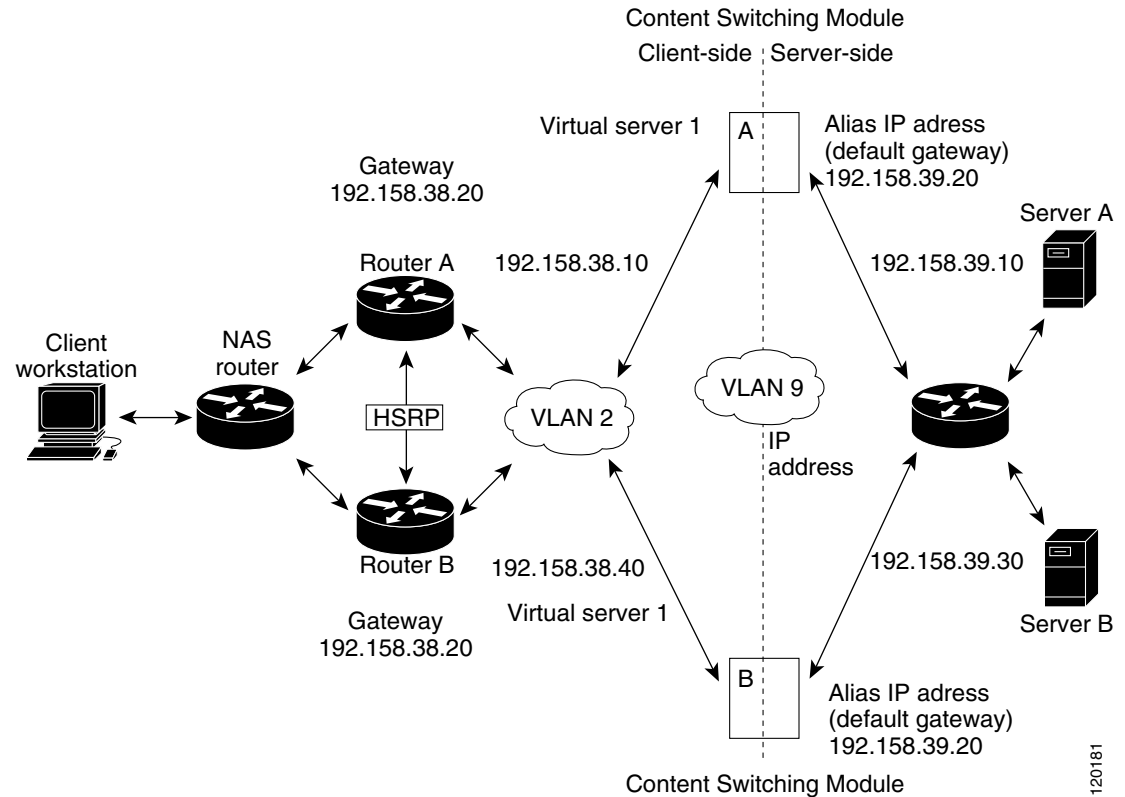 Content Switching Module
Client-side
Server-side
Virtual server 1
A
Alias IP adress
(default gateway)
192.158.39.20
Gateway
192.158.38.20
Server A
Router A
192.158.38.10
192.158.39.10
Client
workstation
NAS
router
HSRP
VLAN 2
VLAN 9
IP
address
Router B
192.158.38.40
192.158.39.30
Virtual server 1
Gateway
192.158.38.20
Server B
B
Alias IP adress
(default gateway)
192.158.39.20
Content Switching Module
120181